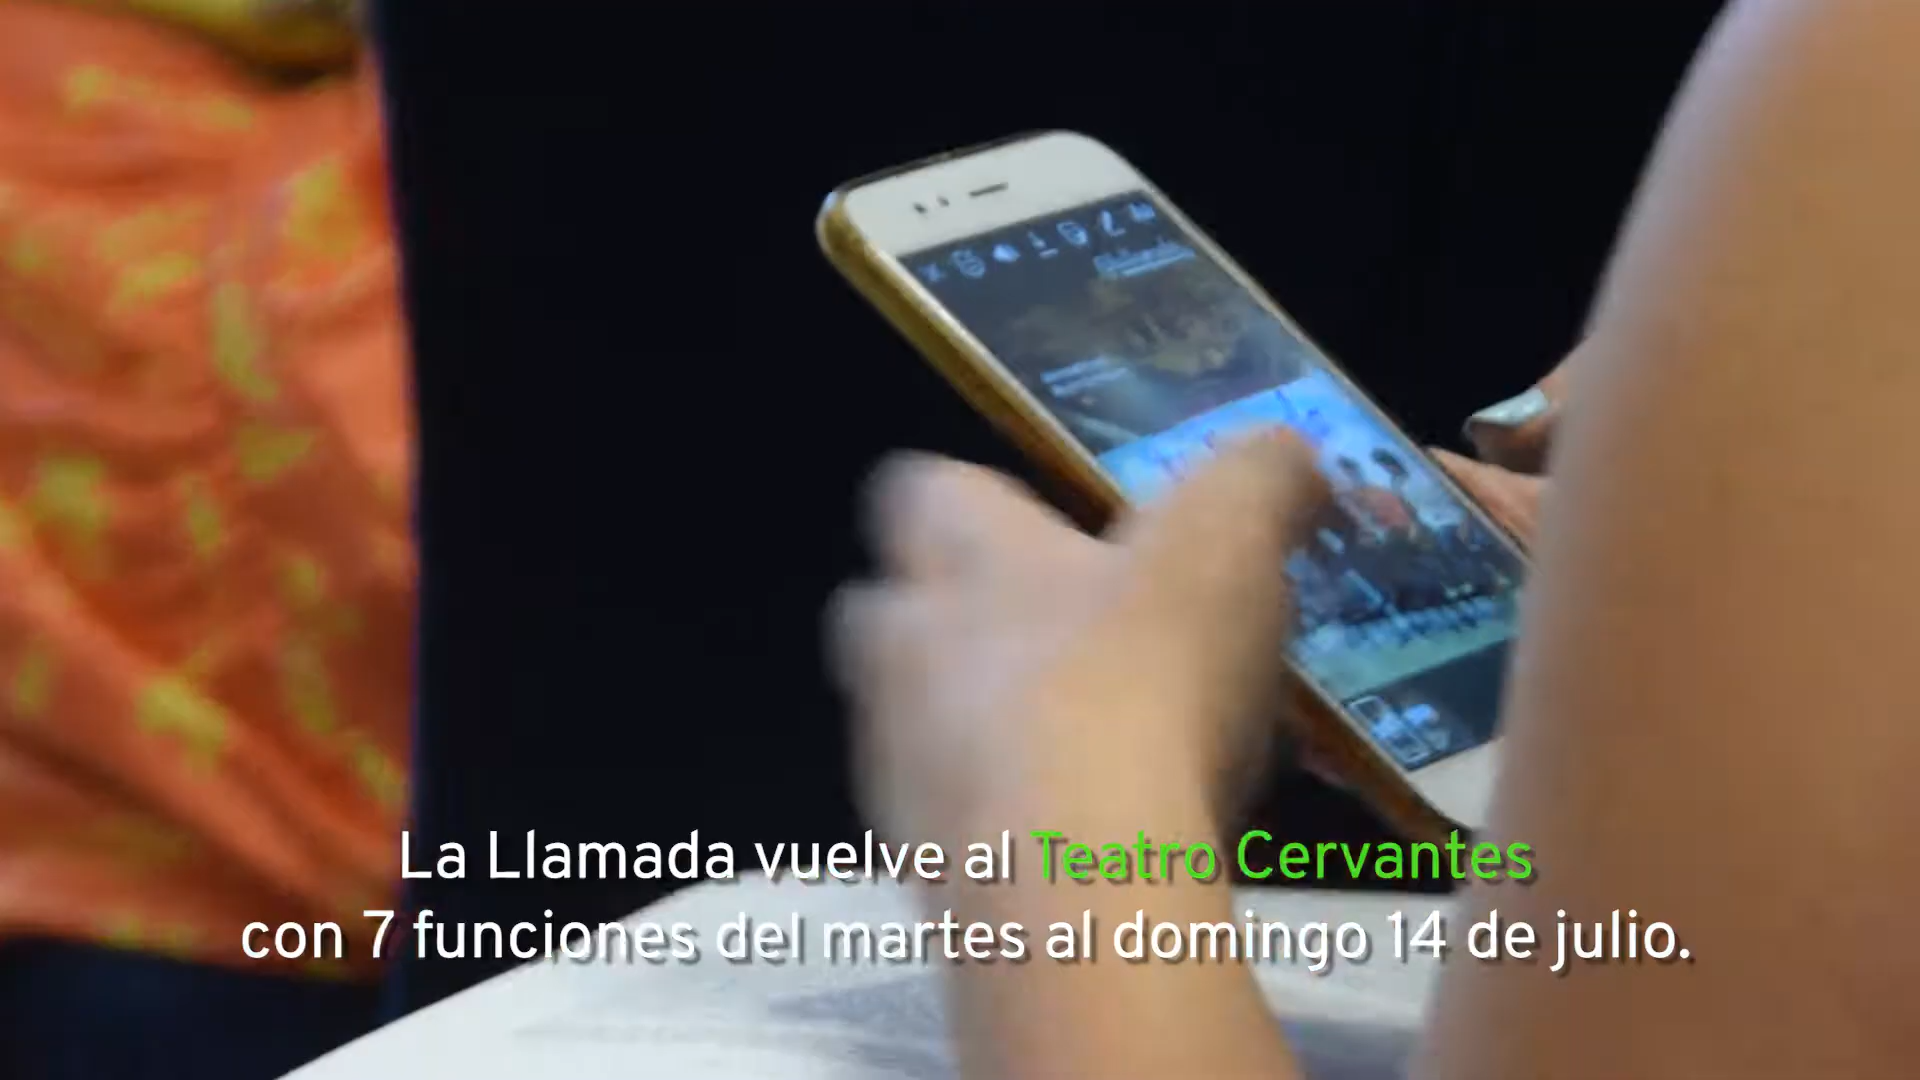 La Llamada vuelve al Teatro Cervantes
con 7 funciones del martes al domingo 14 de julio.